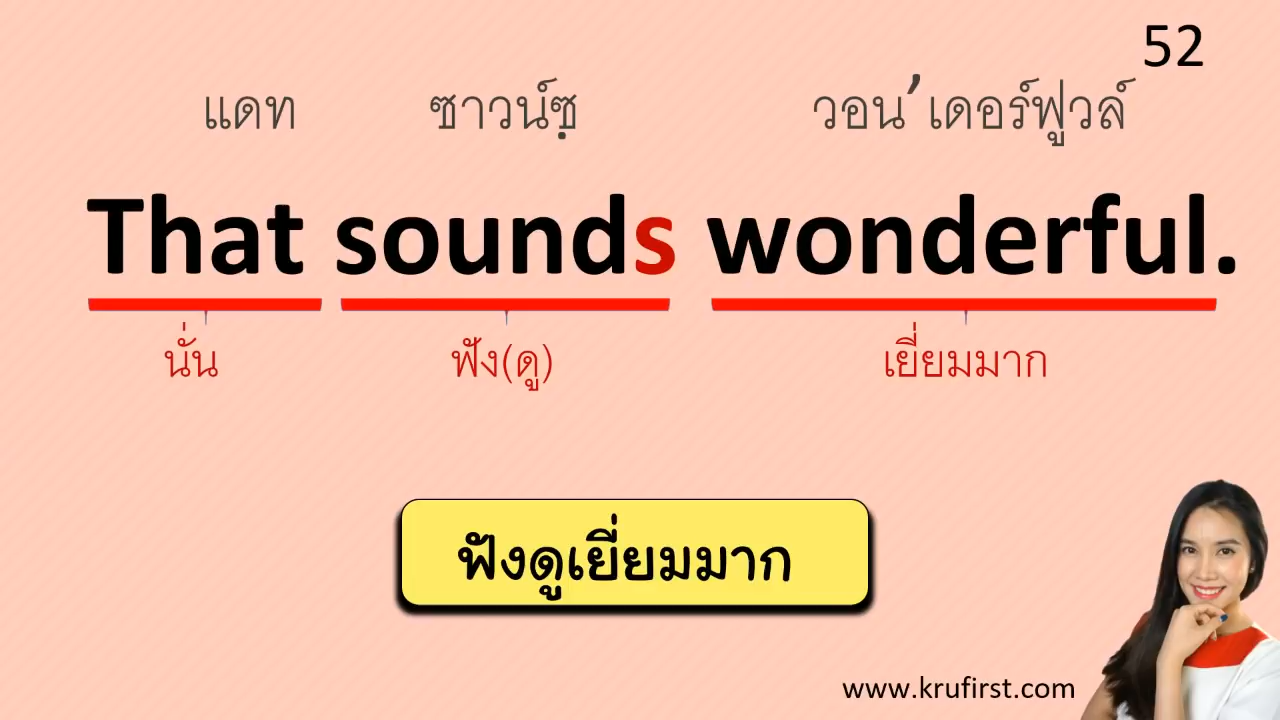 52
แดท ซาวน์ซฺ วอน’เดอร์ฟูวล์
That sounds wonderful.
นั่น ฟัง(ดู) เยี่ยมมาก
ฟังดูเยี่ยมมาก
www.krufirst.com